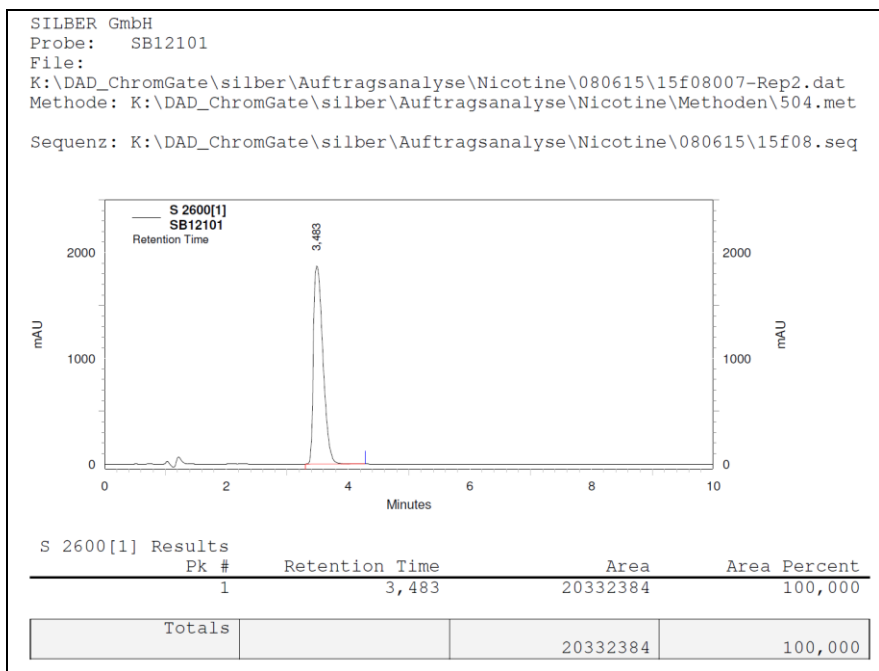 SILBER GmbH
Probe: SB12101
File:
K:\DAD_ChromGate\silber\Auftragsanalyse\Nicotine\080615\15f08007-Rep2.dat
Methode: K:\DAD_ChromGate\silber\Auftragsanalyse\Nicotine\Methoden\504.met
Sequenz: K:\DAD_ChromGate\silber\Auftragsanalyse\Nicotine\080615\15f08.seq
S 2600[1]
SB12101
Retention Time
3,483
2000 2000
mAU mAU
1000 1000
0 0
0 2 4 6 8 10
Minutes
S 2600[1] Results
Pk # Retention Time Area Area Percent
1 3,483 20332384 100,000
Totals
20332384 100,000